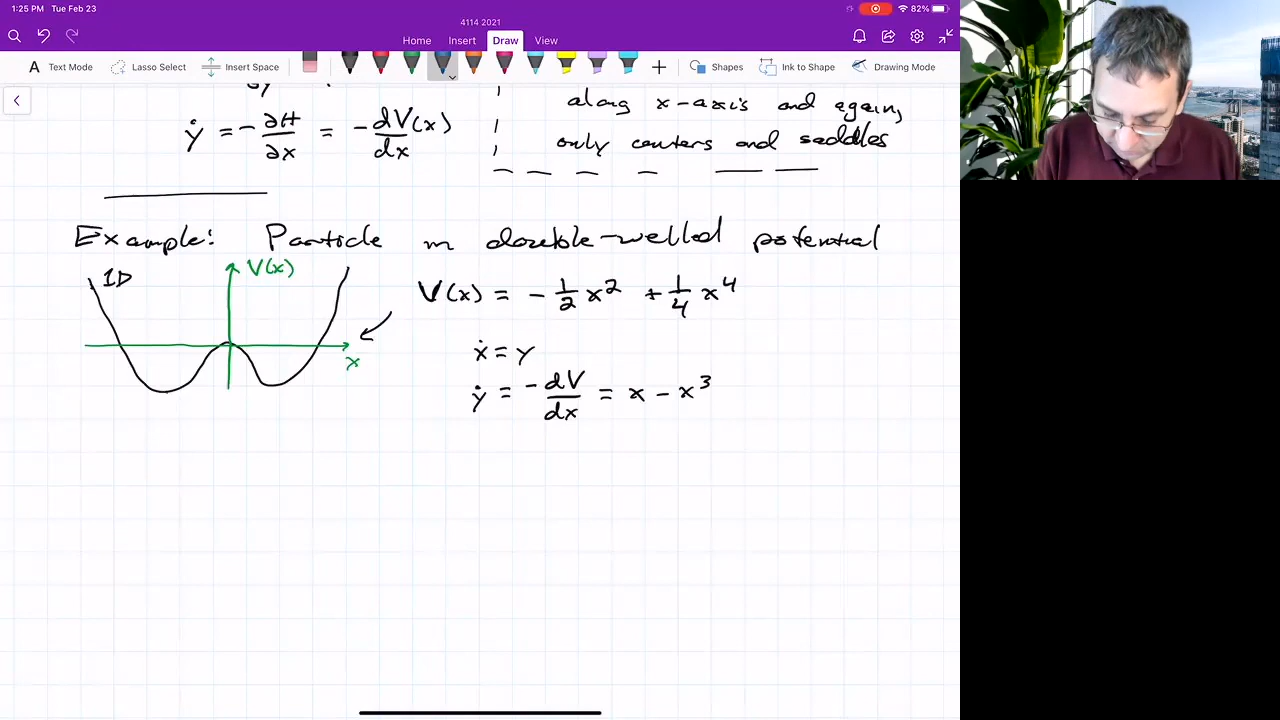 1:25 PM Tue Feb 23
82%
4114 2021
Home Insert Draw View
Text Mode Lasso Select Insert Space Shapes Ink to Shape Drawing Mode
ẏ = -∂H/∂x = -dV(x)/dx
along x-axis and again,
only centers and saddles
Example: Particle in double-welled potential
1D
V(x)
x
V(x) = -1/2 x² + 1/4 x⁴
ẋ = y
ẏ = -dV/dx = x - x³